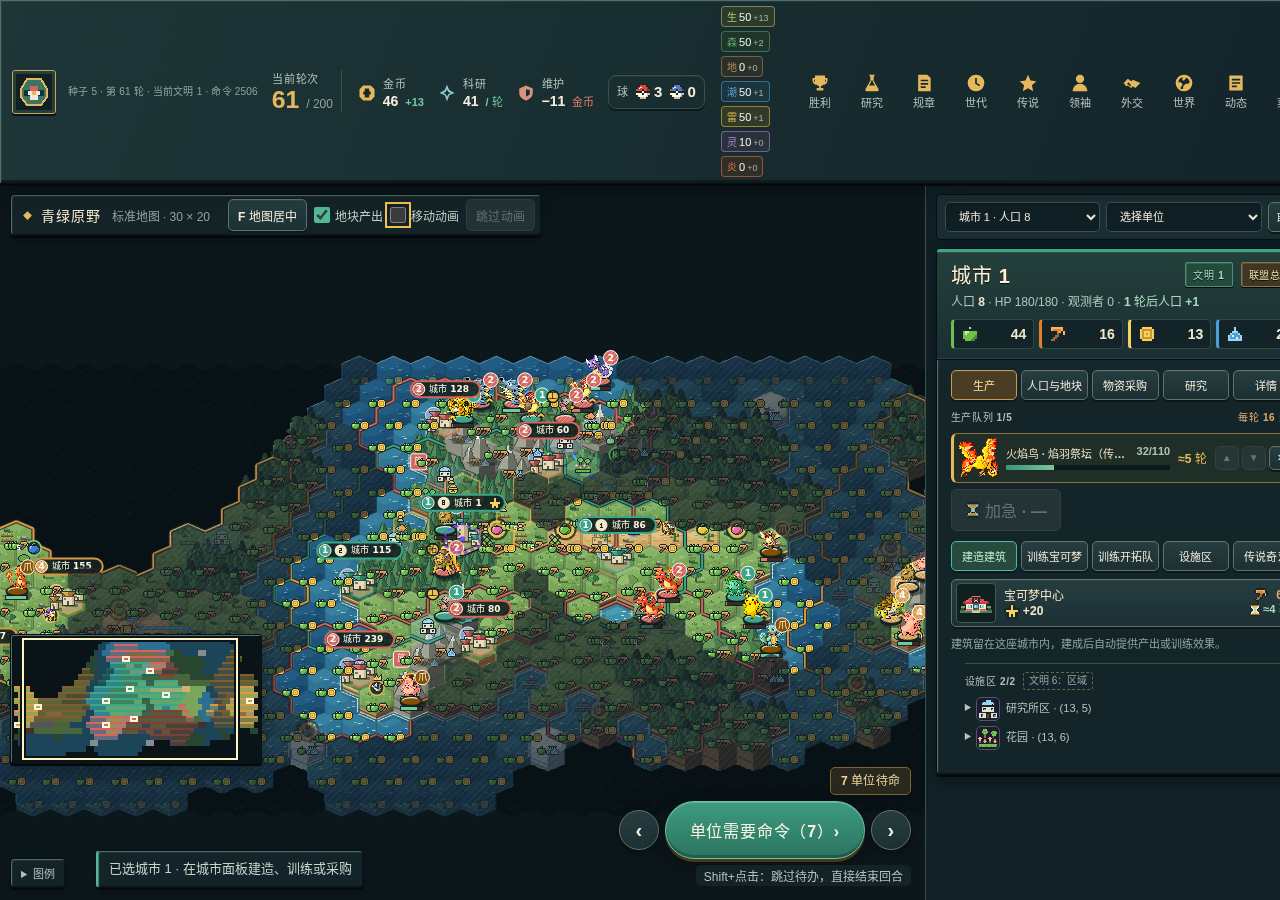 种子 5 · 第 61 轮 · 当前文明 1 · 命令 2506
当前轮次
61 / 200
金币
46 +13
科研
41 / 轮
维护
−11 金币
球 3 0
生 50 +13
森 50 +2
地 0 +0
潮 50 +1
雷 50 +1
灵 10 +0
炎 0 +0
胜利
研究
规章
世代
传说
领袖
外交
世界
动态
青绿原野 标准地图 · 30 × 20
F 地图居中
地块产出
移动动画
跳过动画
城市 1 · 人口 8
选择单位
城市 1
文明 1
人口 8 · HP 180/180 · 观测者 0 · 1 轮后人口 +1
44
16
13
生产
人口与地块
物资采购
研究
详情
生产队列 1/5
每轮 16
32/110
≈5 轮
加急 · —
建造建筑
训练宝可梦
训练开拓队
设施区
宝可梦中心
+20
≈4
建筑留在这座城市内，建成后自动提供产出或训练效果。
设施区 2/2 文明 6：区域
研究所区 · (13, 5)
花园 · (13, 6)
2 城市 128
2 城市 60
1 8 城市 1
1 城市 86
1 城市 115
4 城市 155
2 城市 80
2 城市 239
7 单位待命
‹
单位需要命令（7）›
›
Shift+点击：跳过待办，直接结束回合
图例
已选城市 1 · 在城市面板建造、训练或采购